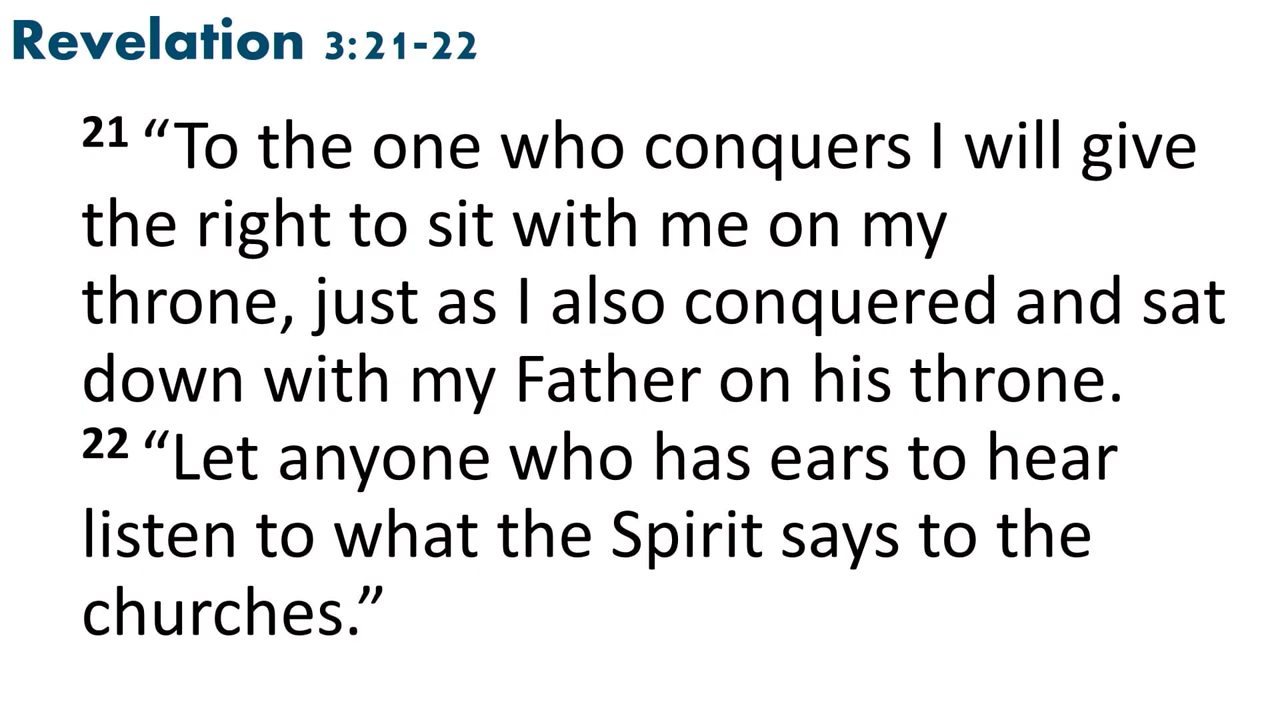 Revelation 3:21-22
21 “To the one who conquers I will give
the right to sit with me on my
throne, just as I also conquered and sat
down with my Father on his throne.
22 “Let anyone who has ears to hear
listen to what the Spirit says to the
churches.”